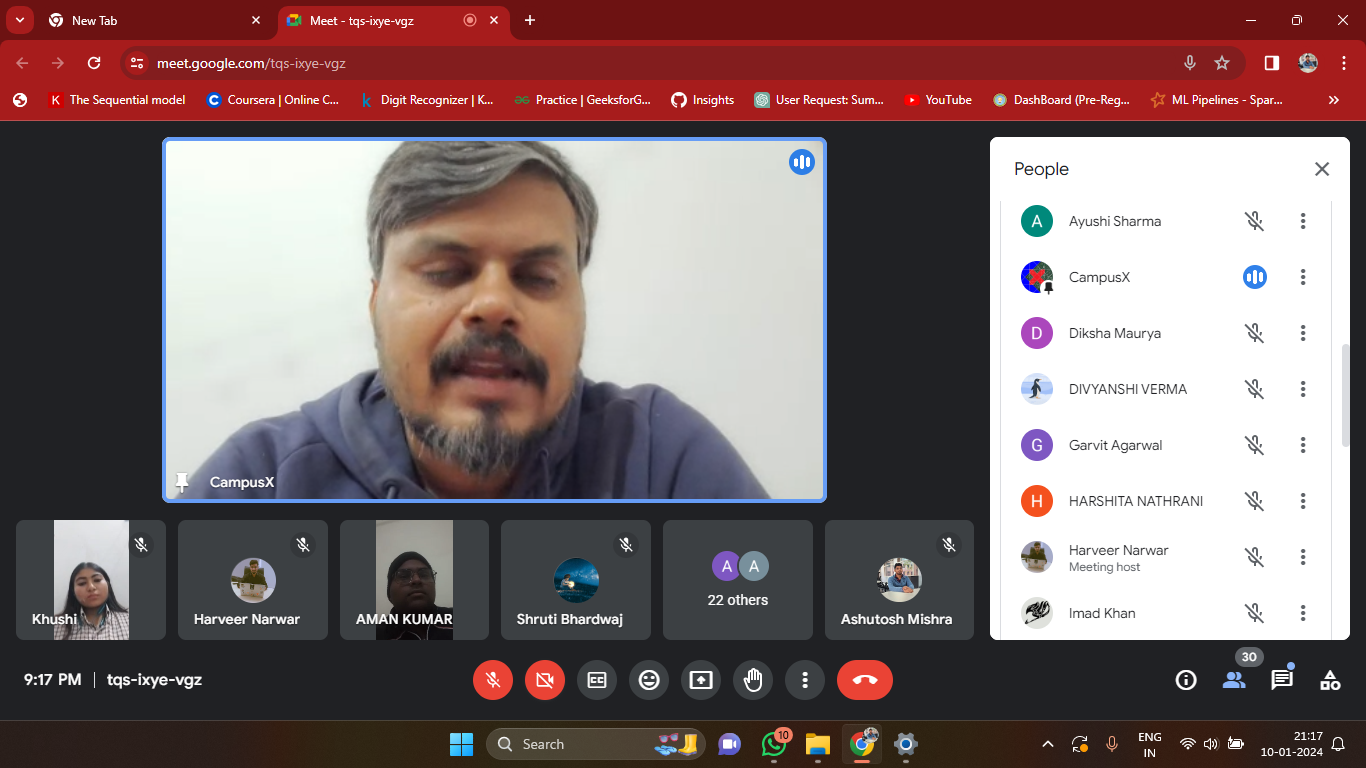 New Tab
Meet - tqs-ixye-vgz
meet.google.com/tqs-ixye-vgz
K The Sequential model
C Coursera | Online C...
k Digit Recognizer | K...
Practice | GeeksforG...
Insights
User Request: Sum...
YouTube
DashBoard (Pre-Reg...
ML Pipelines - Spar...
»
CampusX
People
A Ayushi Sharma
CampusX
D Diksha Maurya
DIVYANSHI VERMA
G Garvit Agarwal
H HARSHITA NATHRANI
Harveer Narwar
Meeting host
Imad Khan
Khushi
Harveer Narwar
AMAN KUMAR
Shruti Bhardwaj
A A
22 others
Ashutosh Mishra
9:17 PM | tqs-ixye-vgz
30
Search
10
ENG
IN
21:17
10-01-2024